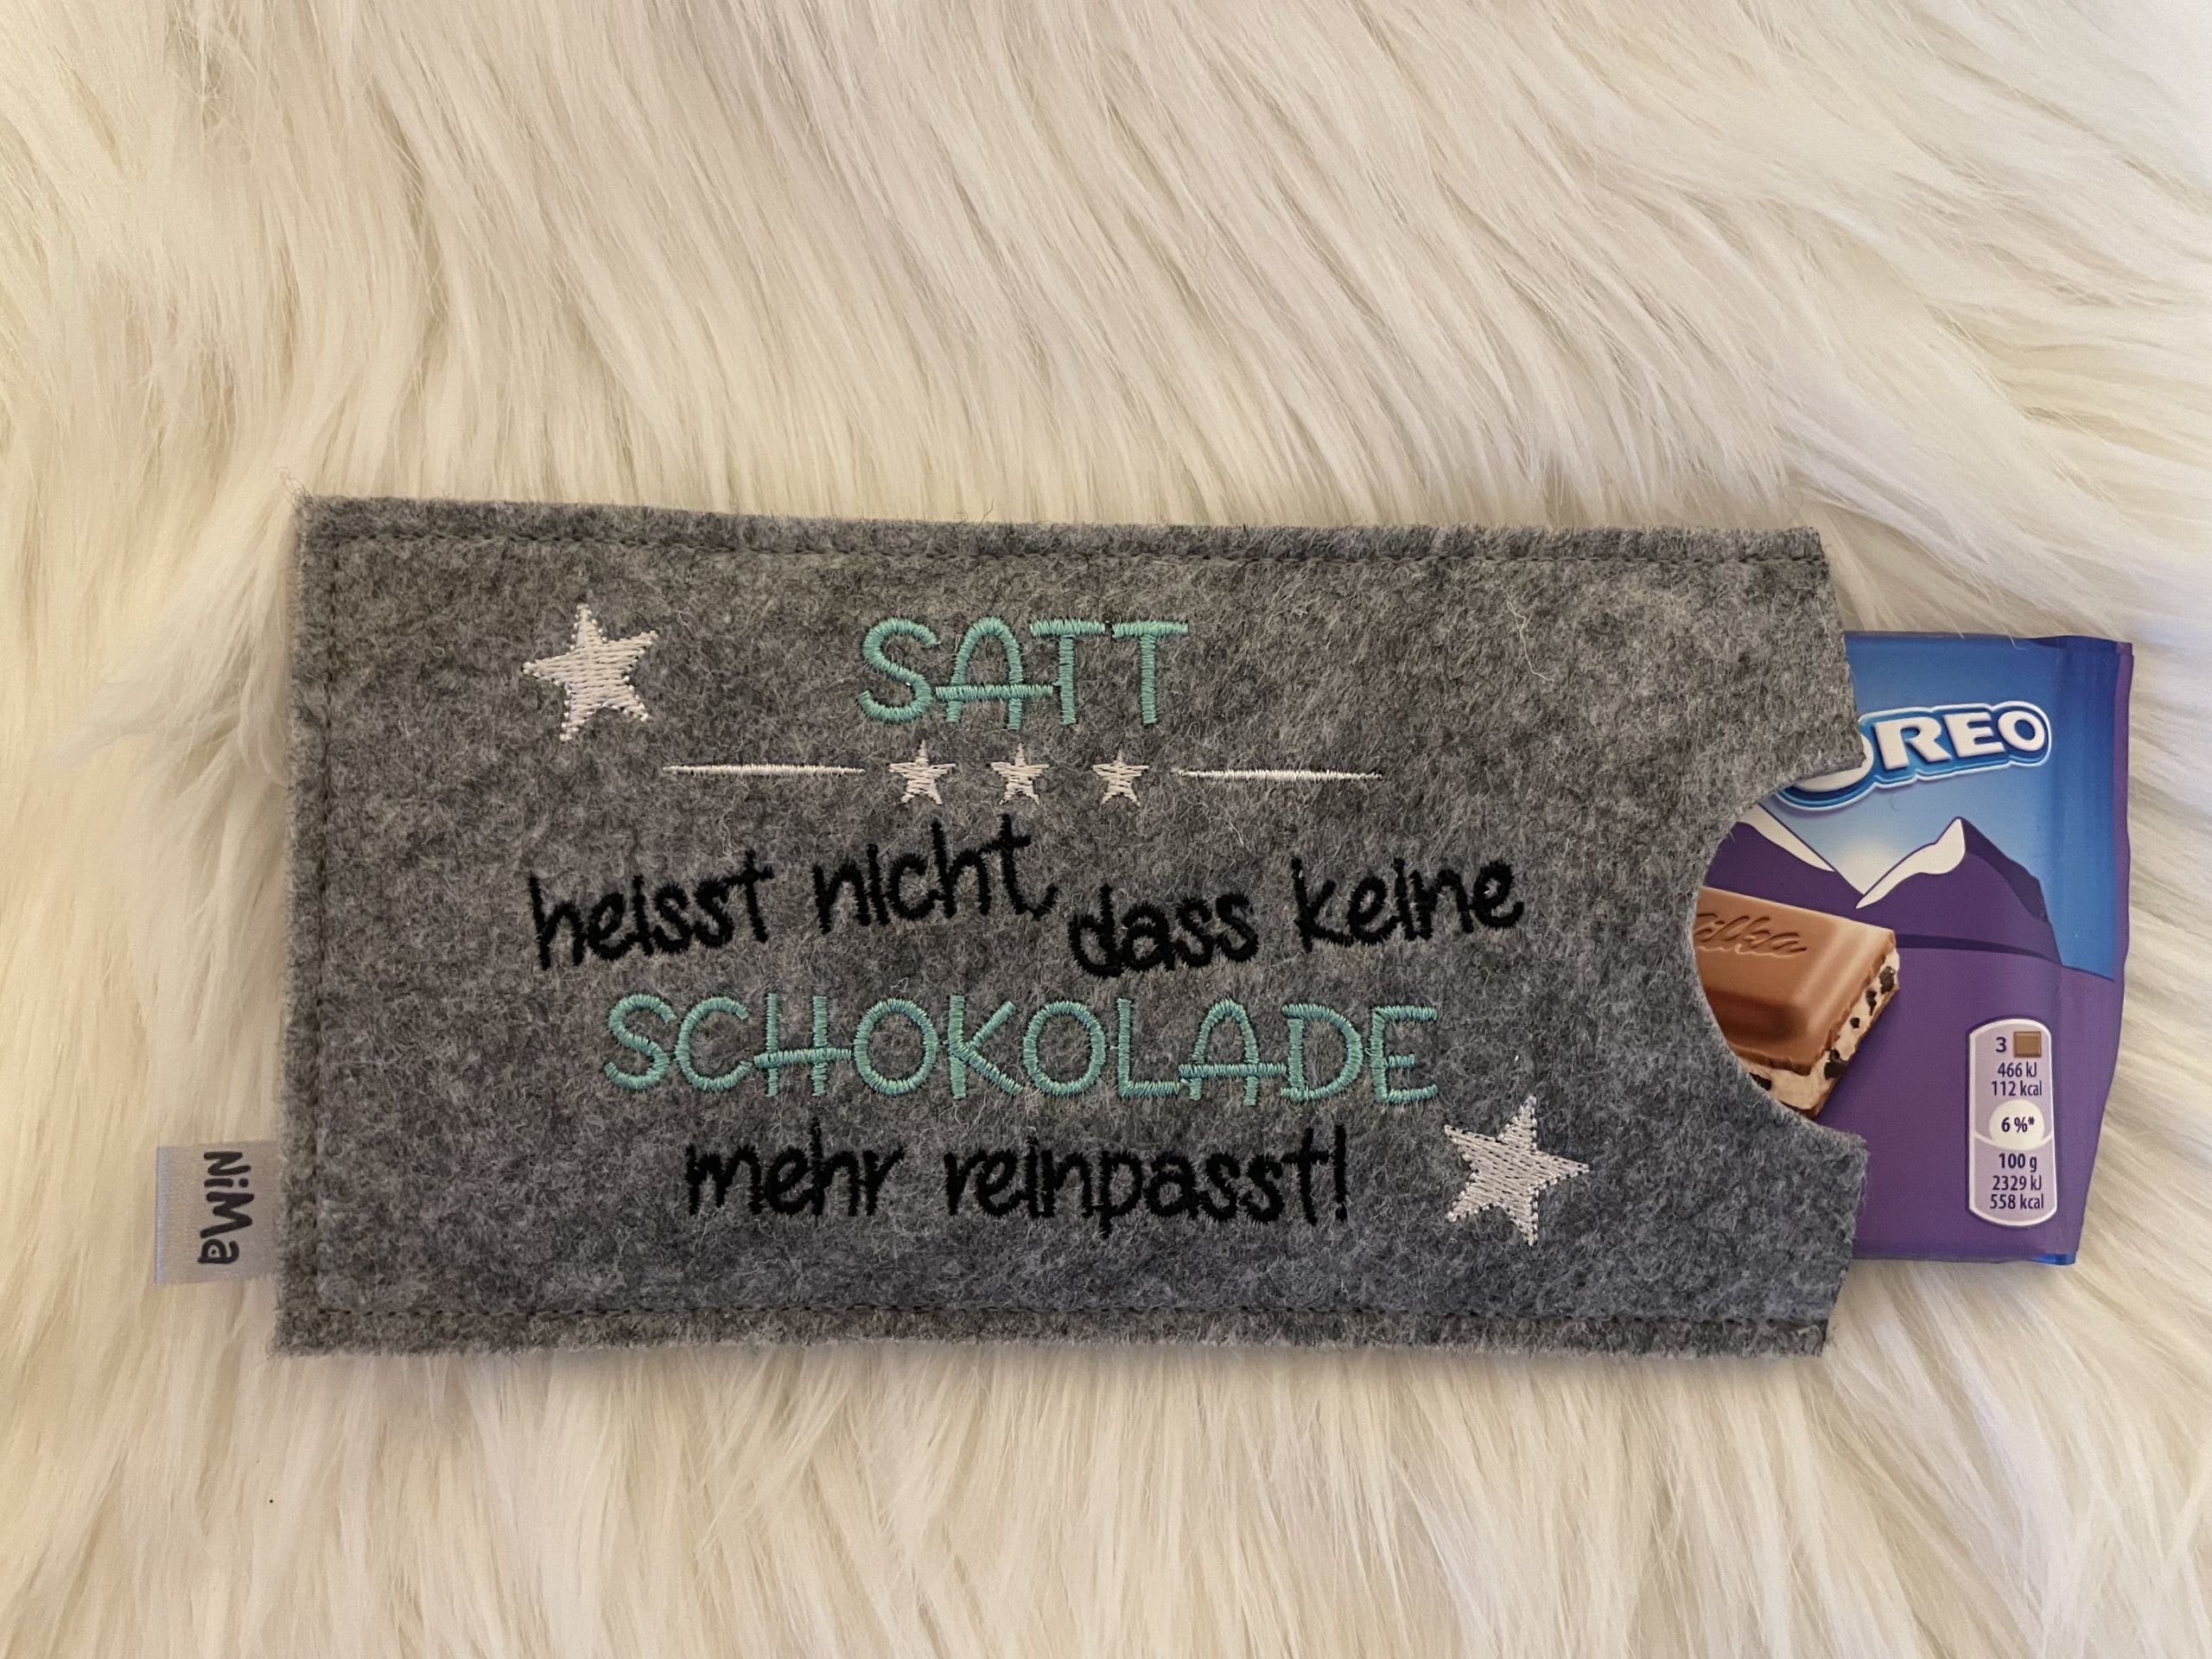 SATT
heisst nicht, dass keine
SCHOKOLADE
mehr reinpasst!
NiMa
OREO
Milka
3
466 kJ
112 kcal
6 %*
100 g
2329 kJ
558 kcal